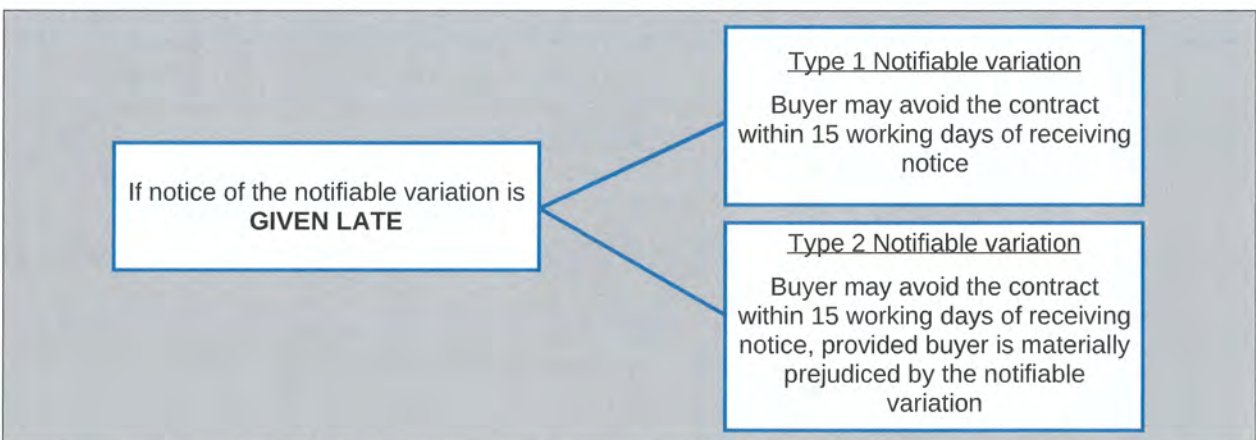 If notice of the notifiable variation is
GIVEN LATE
Type 1 Notifiable variation
Buyer may avoid the contract
within 15 working days of receiving
notice
Type 2 Notifiable variation
Buyer may avoid the contract
within 15 working days of receiving
notice, provided buyer is materially
prejudiced by the notifiable
variation